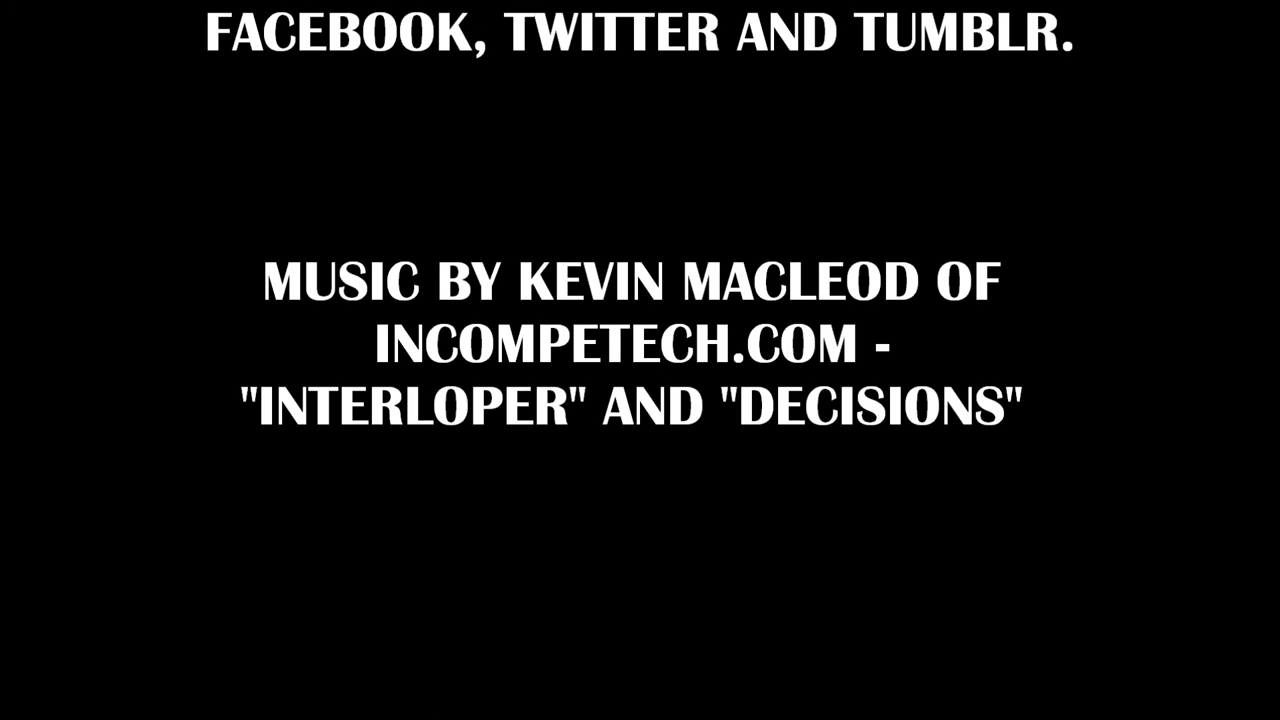 FACEBOOK, TWITTER AND TUMBLR.
MUSIC BY KEVIN MACLEOD OF
INCOMPETECH.COM -
"INTERLOPER" AND "DECISIONS"